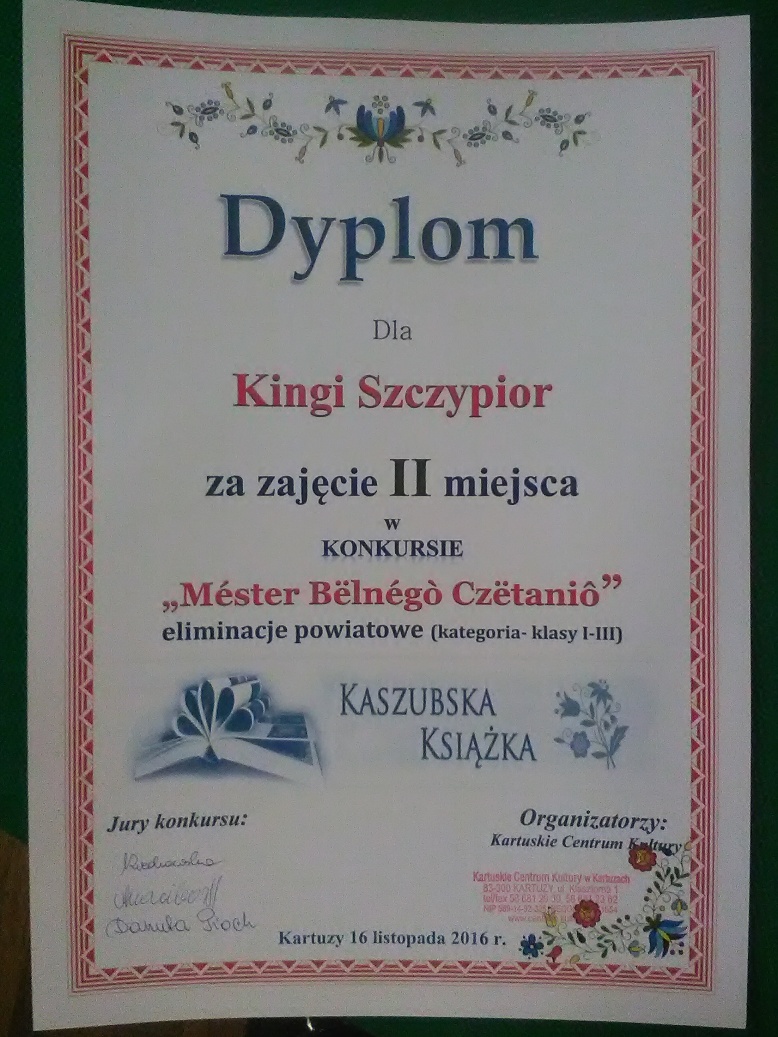 Dyplom
Dla
Kingi Szczypior
za zajęcie II miejsca
w
KONKURSIE
„Méster Bëlnégò Czëtaniô”
eliminacje powiatowe (kategoria- klasy I-III)
KASZUBSKA
KSIĄŻKA
Jury konkursu:
Danuta Pioch
Organizatorzy:
Kartuskie Centrum Kultury
Kartuskie Centrum Kultury w Kartuzach
83-300 KARTUZY, ul. Klasztorna 1
Kartuzy 16 listopada 2016 r.